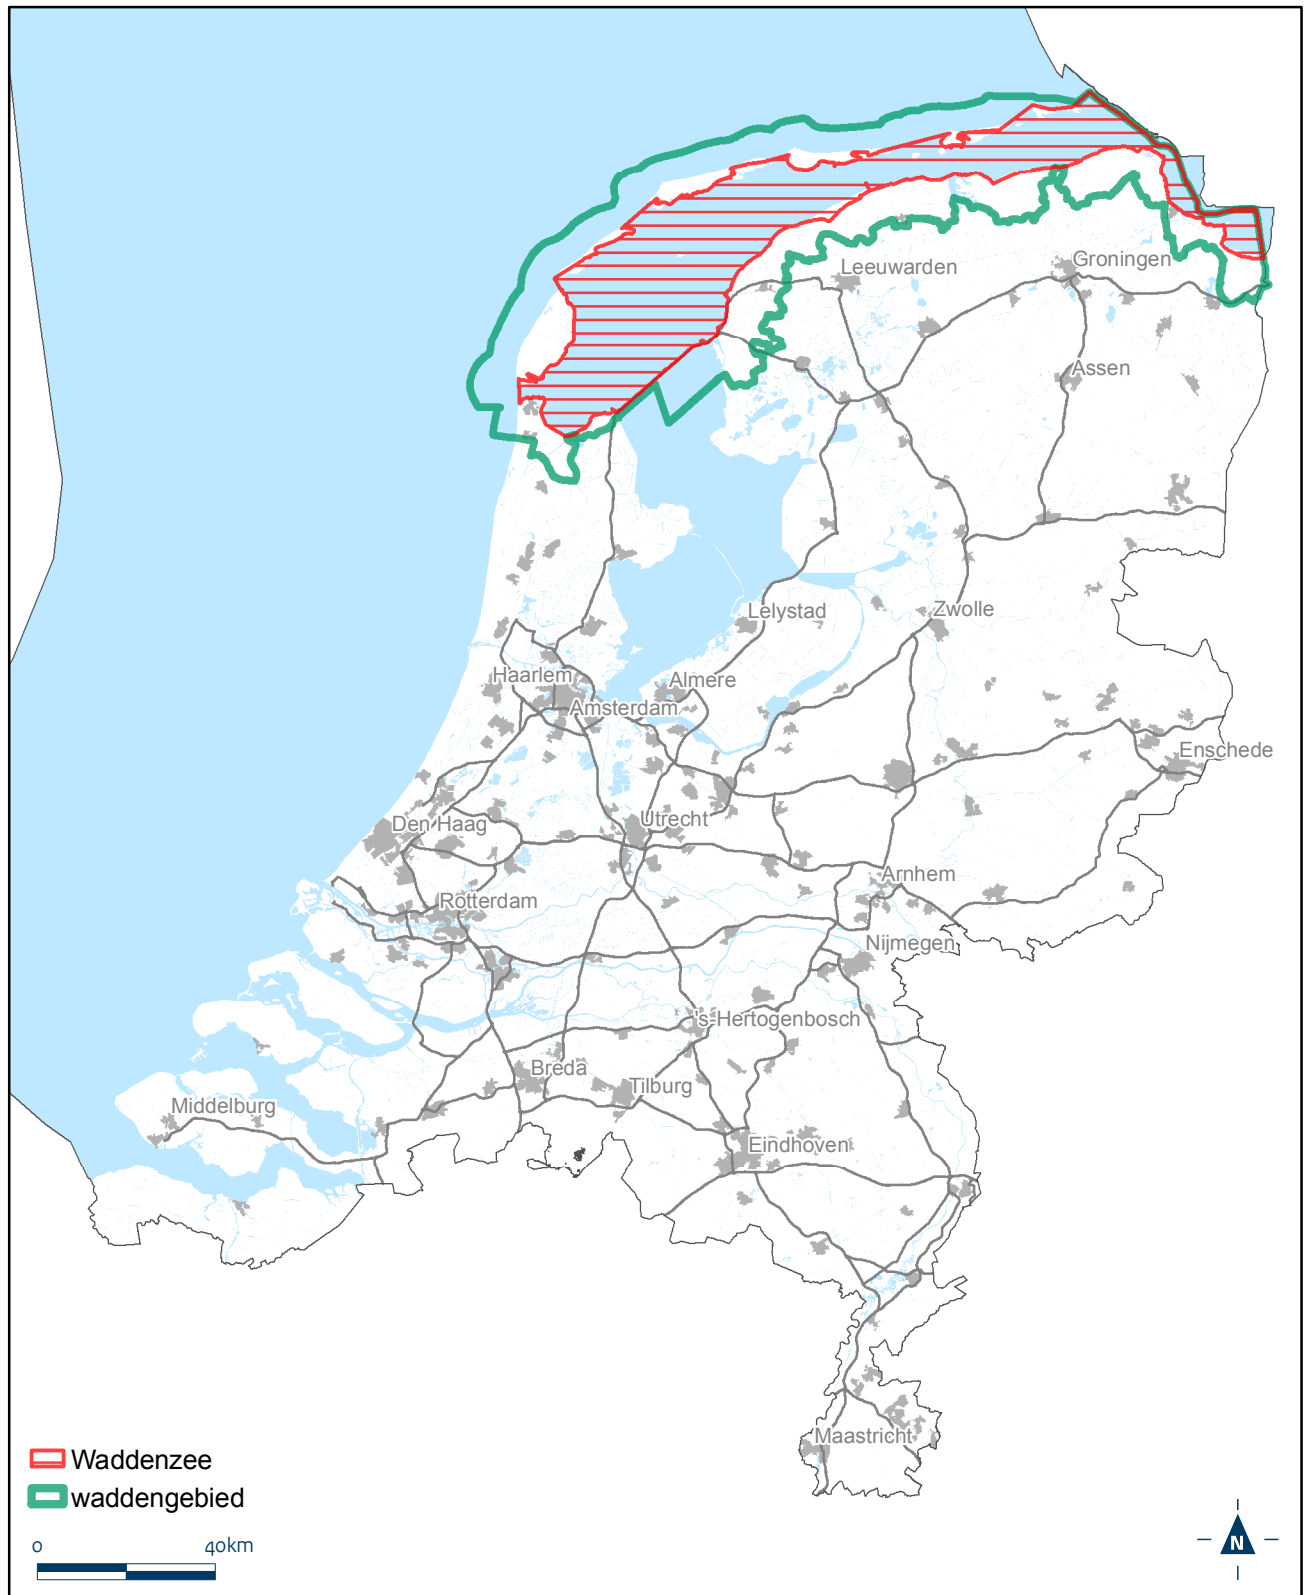 Leeuwarden
Groningen
Assen
Lelystad
Zwolle
Haarlem
Almere
Amsterdam
Enschede
Den Haag
Utrecht
Arnhem
Rotterdam
Nijmegen
's-Hertogenbosch
Breda
Tilburg
Middelburg
Eindhoven
Maastricht
Waddenzee
waddengebied
0 40km
N